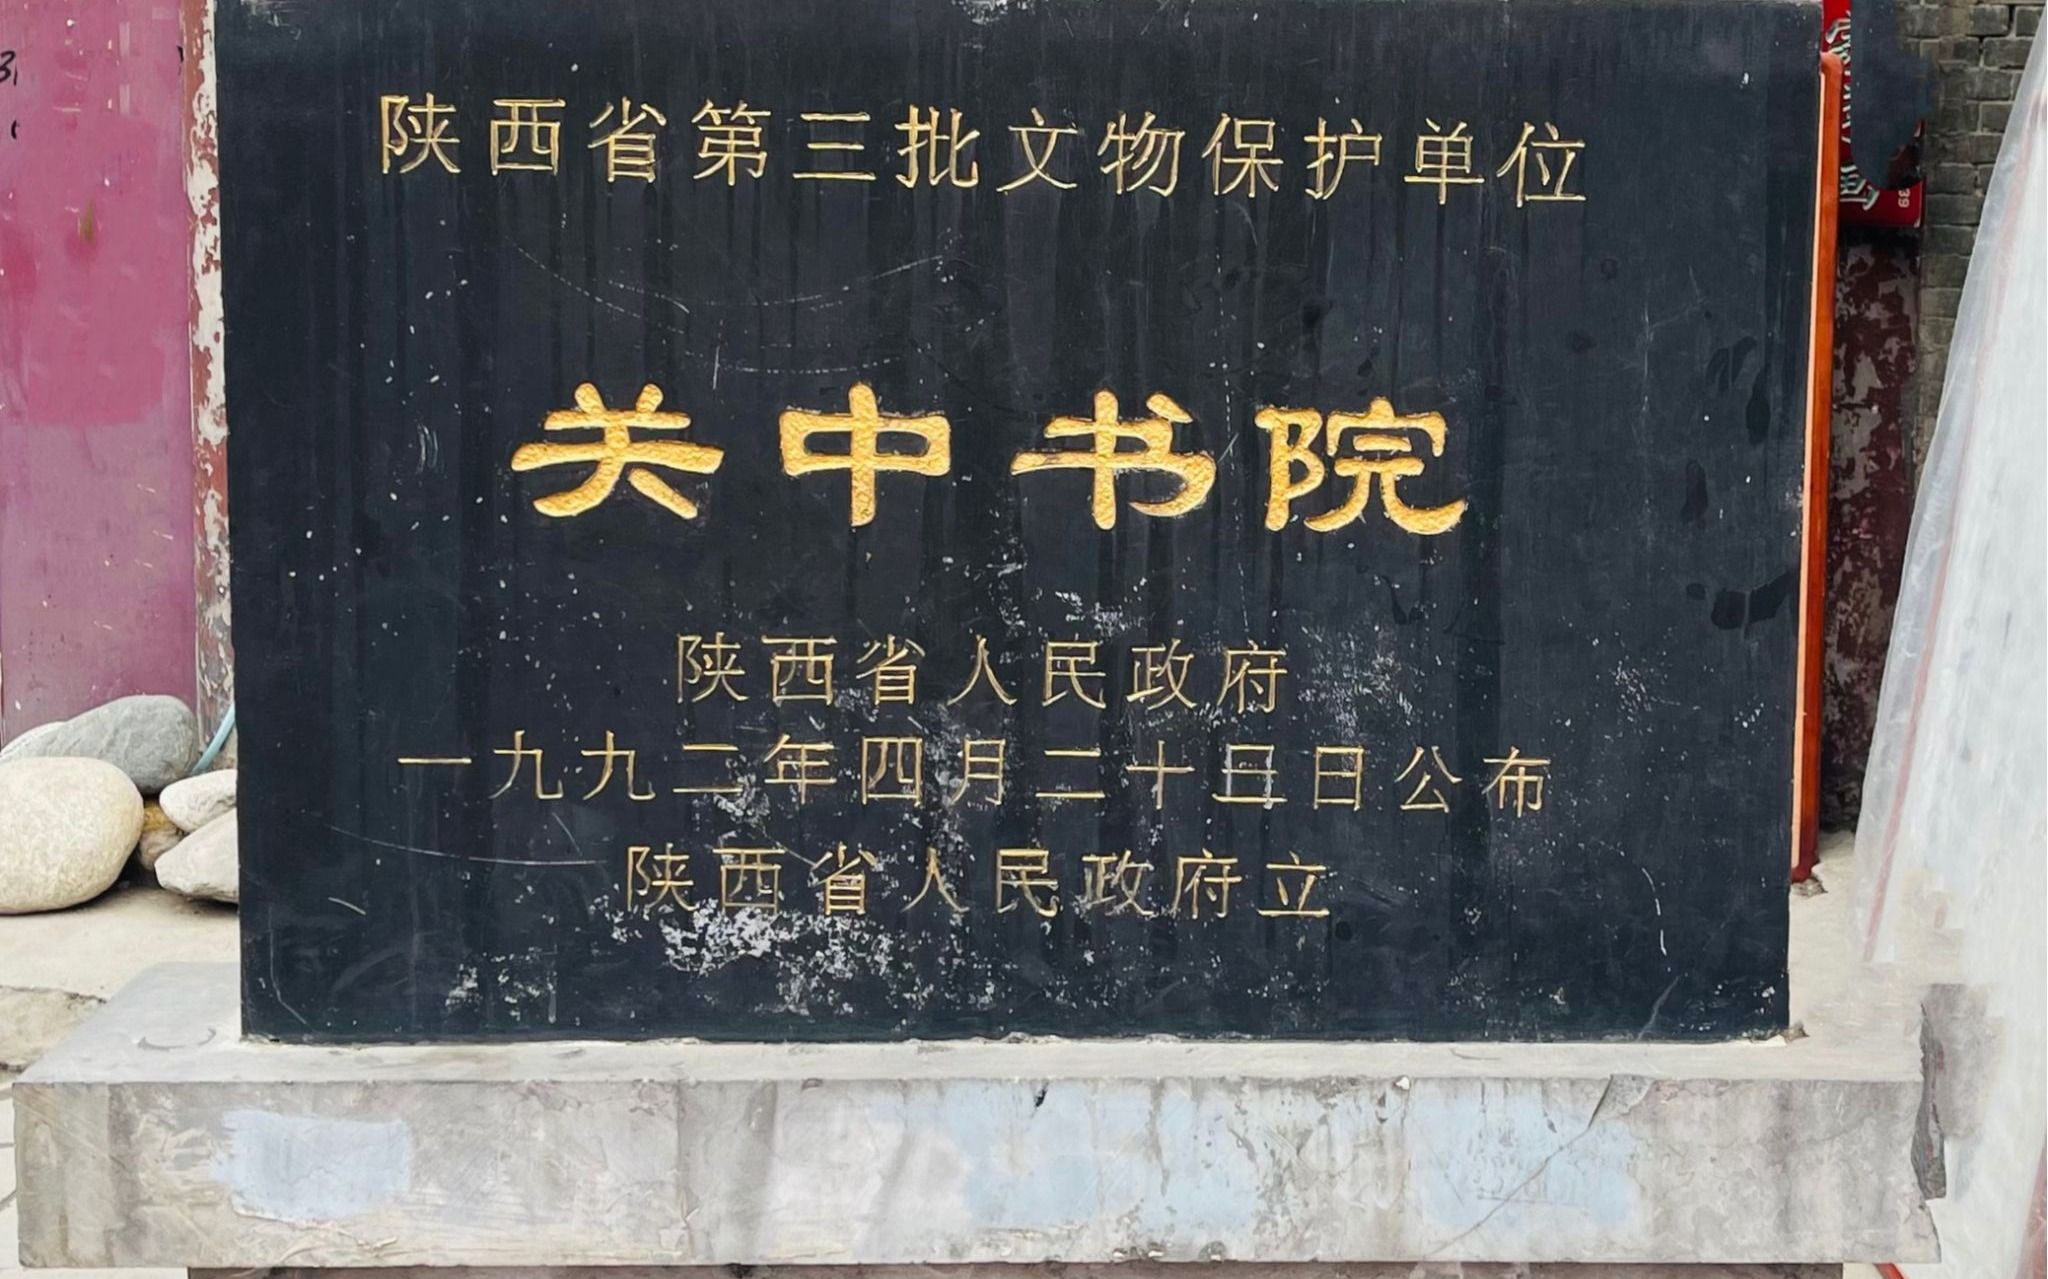 陕西省第三批文物保护单位
关中书院
陕西省人民政府
一九九二年四月二十日公布
陕西省人民政府立